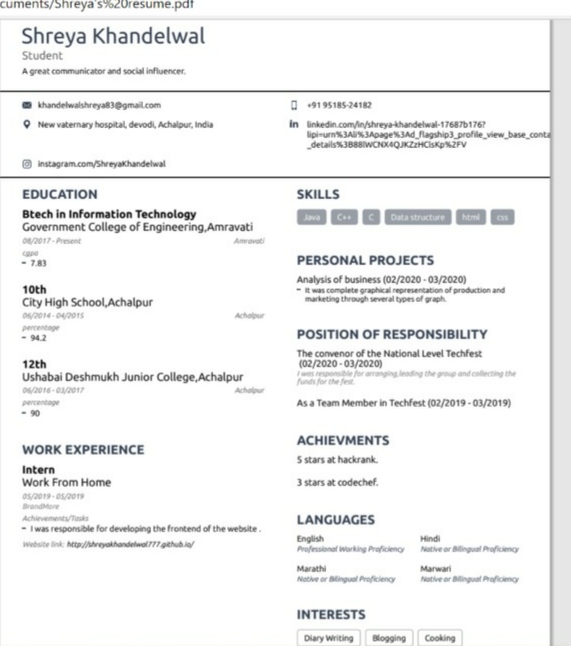 cuments/Shreya's%20resume.pdf
Shreya Khandelwal
Student
A great communicator and social influencer.
khandelwalshreya83@gmail.com
+91 95185-24182
New vaternary hospital, devodi, Achalpur, India
linkedin.com/in/shreya-khandelwal-17687b176?
lipi=urn%3Ali%3Apage%3Ad_flagship3_profile_view_base_conta
_details%3B88lWCNX4QJKZzHClsKp%2FV
instagram.com/ShreyaKhandelwal
EDUCATION
Btech in Information Technology
Government College of Engineering,Amravati
08/2017 - Present
Amravati
cgpa
– 7.83
10th
City High School,Achalpur
06/2014 - 04/2015
Achalpur
percentage
– 94.2
12th
Ushabai Deshmukh Junior College,Achalpur
06/2016 - 03/2017
Achalpur
percentage
– 90
WORK EXPERIENCE
Intern
Work From Home
05/2019 - 05/2019
BrandMore
Achievements/Tasks
– I was responsible for developing the frontend of the website .
Website link: http://shreyakhandelwal777.github.io/
SKILLS
Java C++ C Data structure html css
PERSONAL PROJECTS
Analysis of business (02/2020 - 03/2020)
– It was complete graphical representation of production and
marketing through several types of graph.
POSITION OF RESPONSIBILITY
The convenor of the National Level Techfest
(02/2020 - 03/2020)
I was responsible for arranging,leading the group and collecting the
funds for the fest.
As a Team Member in Techfest (02/2019 - 03/2019)
ACHIEVMENTS
5 stars at hackrank.
3 stars at codechef.
LANGUAGES
English
Professional Working Proficiency
Hindi
Native or Bilingual Proficiency
Marathi
Native or Bilingual Proficiency
Marwari
Native or Bilingual Proficiency
INTERESTS
Diary Writing Blogging Cooking